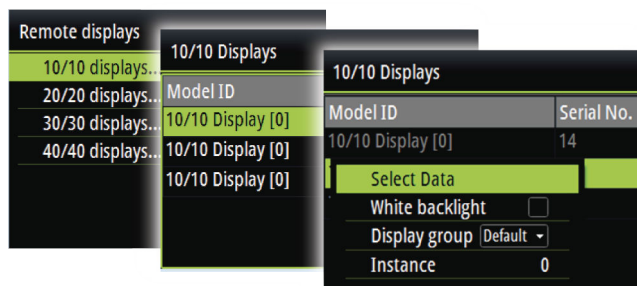 Remote displays
10/10 displays...
20/20 displays...
30/30 displays...
40/40 displays...
10/10 Displays
Model ID
10/10 Display [0]
10/10 Display [0]
10/10 Display [0]
10/10 Displays
Model ID Serial No.
10/10 Display [0] 14
Select Data
White backlight
Display group Default
Instance 0